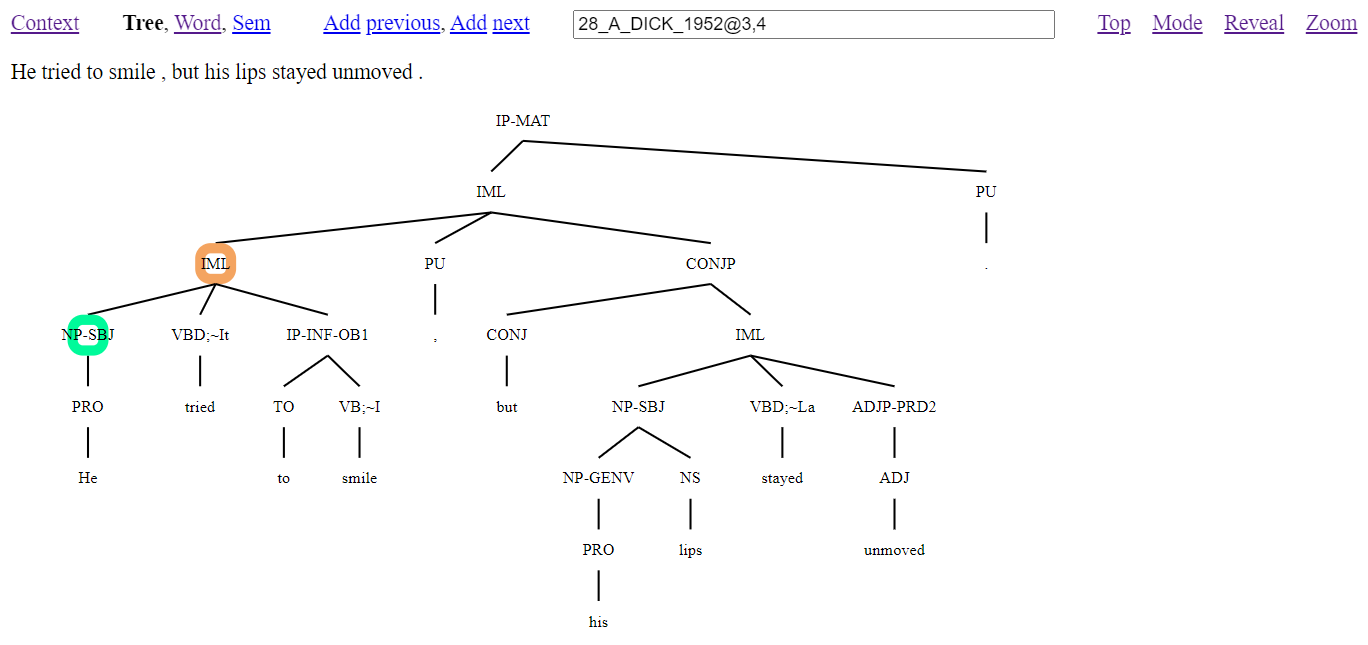 Context Tree, Word, Sem Add previous, Add next 28_A_DICK_1952@3,4 Top Mode Reveal Zoom
He tried to smile , but his lips stayed unmoved .
IP-MAT
IML PU
IML PU CONJP .
NP-SBJ VBD;~It IP-INF-OB1 , CONJ IML
PRO tried TO VB;~I but NP-SBJ VBD;~La ADJP-PRD2
He to smile NP-GENV NS stayed ADJ
PRO lips unmoved
his